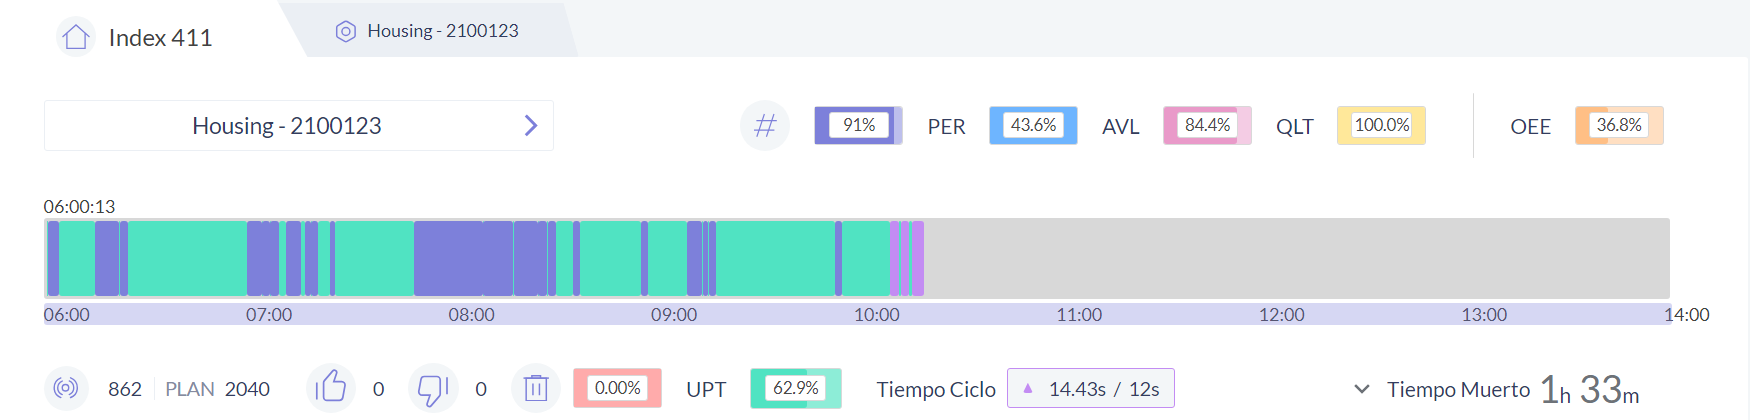 Index 411 Housing - 2100123
Housing - 2100123 # 91% PER 43.6% AVL 84.4% QLT 100.0% OEE 36.8%
06:00:13
06:00 07:00 08:00 09:00 10:00 11:00 12:00 13:00 14:00
862 PLAN 2040 0 0 0.00% UPT 62.9% Tiempo Ciclo 14.43s / 12s Tiempo Muerto 1h 33m